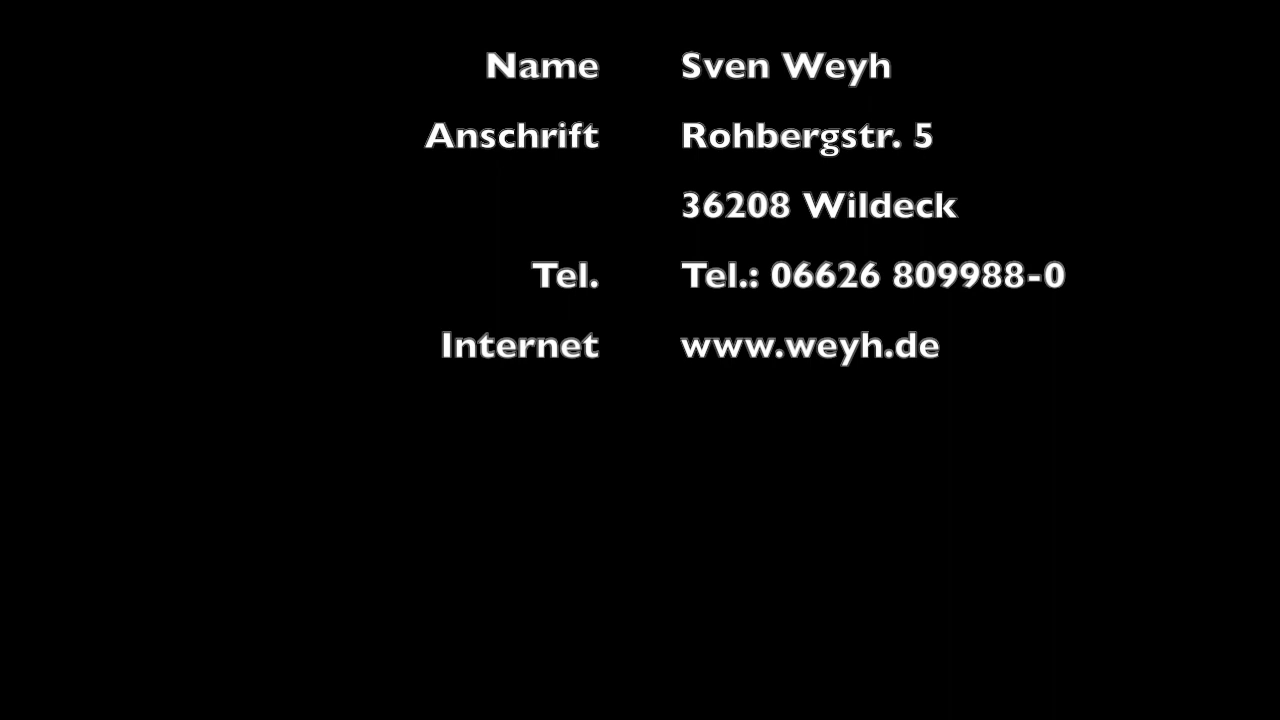 Name Sven Weyh
Anschrift Rohbergstr. 5
36208 Wildeck
Tel. Tel.: 06626 809988-0
Internet www.weyh.de